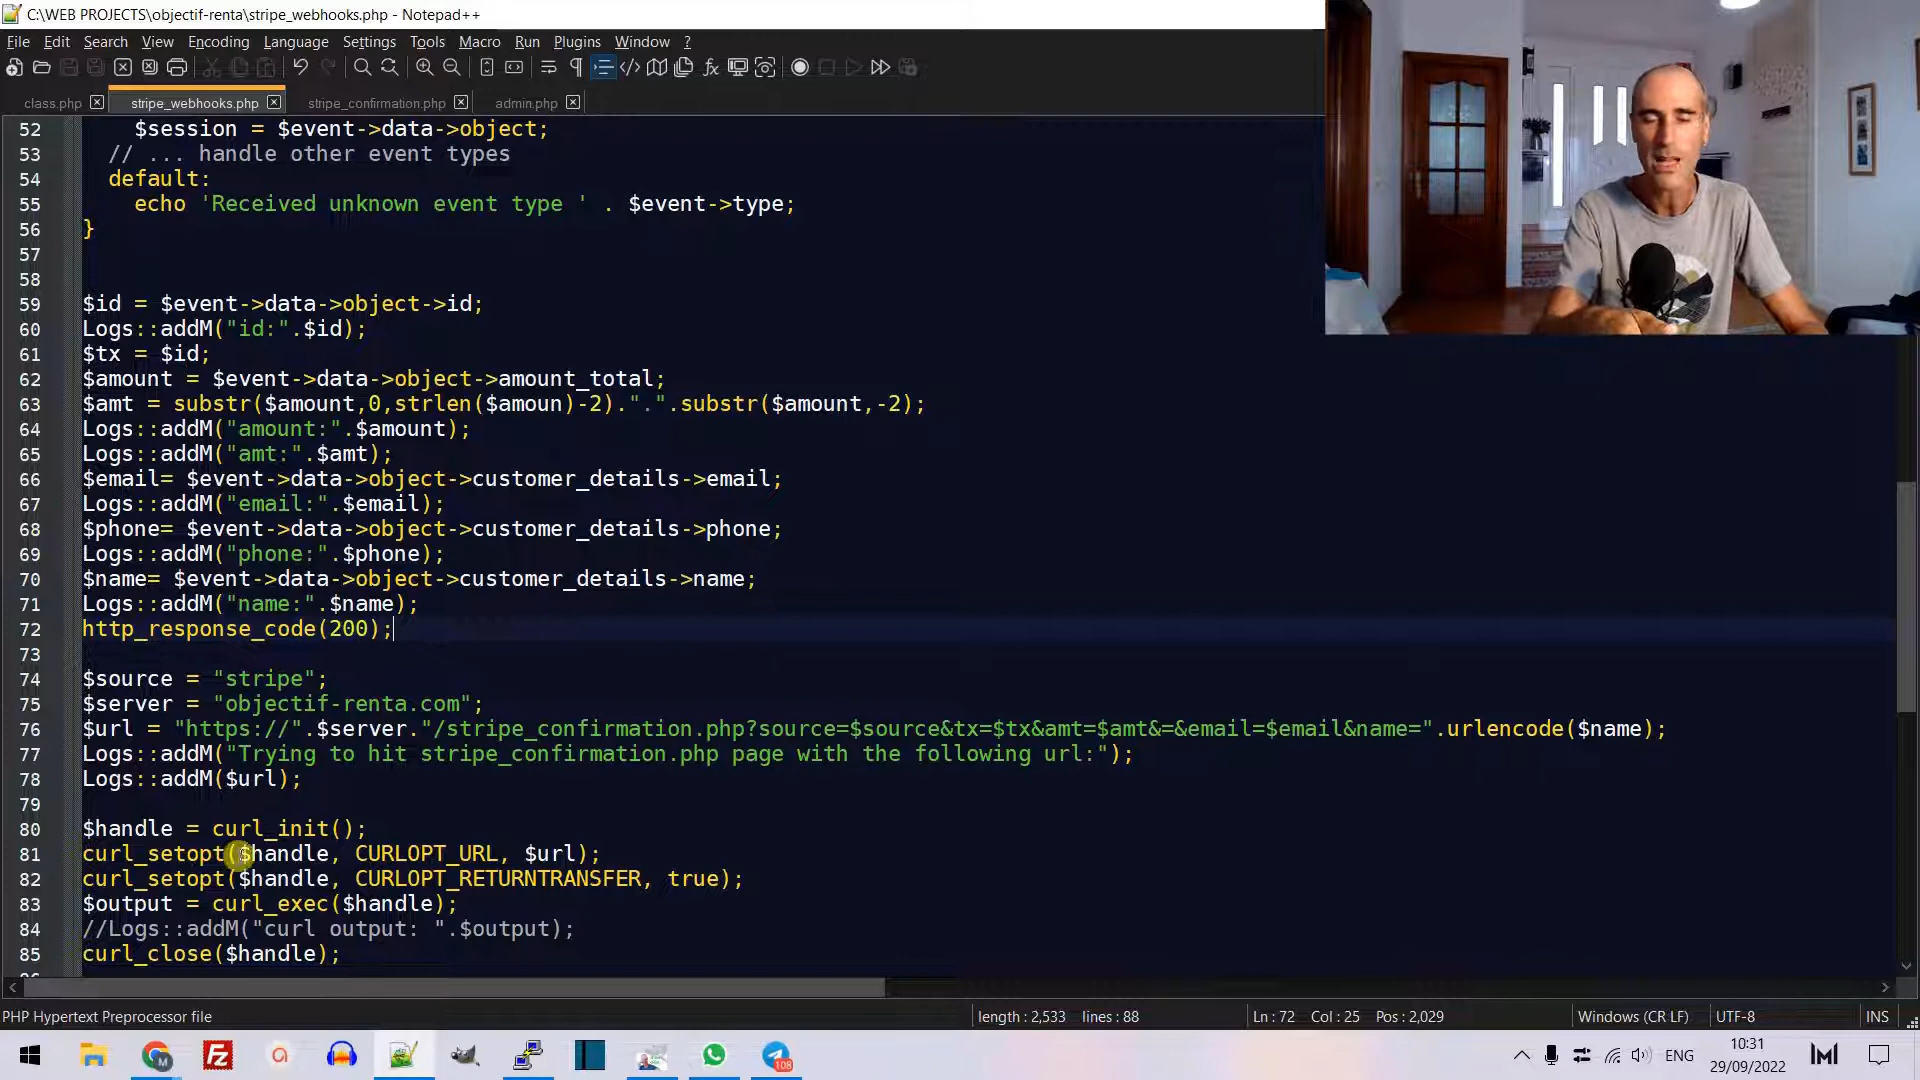 C:\WEB PROJECTS\objectif-renta\stripe_webhooks.php - Notepad++
File Edit Search View Encoding Language Settings Tools Macro Run Plugins Window ?
class.php stripe_webhooks.php stripe_confirmation.php admin.php
52 $session = $event->data->object;
53 // ... handle other event types
54 default:
55 echo 'Received unknown event type ' . $event->type;
56 }
57
58
59 $id = $event->data->object->id;
60 Logs::addM("id:".$id);
61 $tx = $id;
62 $amount = $event->data->object->amount_total;
63 $amt = substr($amount,0,strlen($amoun)-2).".".substr($amount,-2);
64 Logs::addM("amount:".$amount);
65 Logs::addM("amt:".$amt);
66 $email= $event->data->object->customer_details->email;
67 Logs::addM("email:".$email);
68 $phone= $event->data->object->customer_details->phone;
69 Logs::addM("phone:".$phone);
70 $name= $event->data->object->customer_details->name;
71 Logs::addM("name:".$name);
72 http_response_code(200);
73
74 $source = "stripe";
75 $server = "objectif-renta.com";
76 $url = "https://".$server."/stripe_confirmation.php?source=$source&tx=$tx&amt=$amt&=&email=$email&name=".urlencode($name);
77 Logs::addM("Trying to hit stripe_confirmation.php page with the following url:");
78 Logs::addM($url);
79
80 $handle = curl_init();
81 curl_setopt($handle, CURLOPT_URL, $url);
82 curl_setopt($handle, CURLOPT_RETURNTRANSFER, true);
83 $output = curl_exec($handle);
84 //Logs::addM("curl output: ".$output);
85 curl_close($handle);
PHP Hypertext Preprocessor file length : 2,533 lines : 88 Ln : 72 Col : 25 Pos : 2,029 Windows (CR LF) UTF-8 INS
108 ENG 10:31
29/09/2022